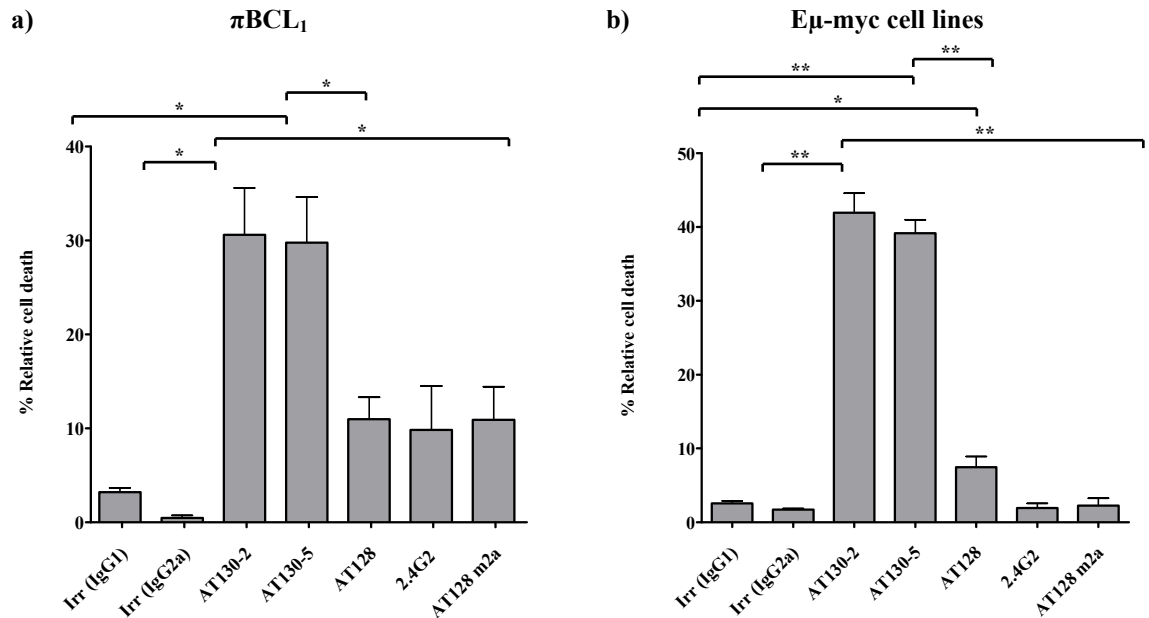 a)
πBCL₁
*
*
*
*
40
30
20
10
0
% Relative cell death
Irr (IgG1)
Irr (IgG2a)
AT130-2
AT130-5
AT128
2.4G2
AT128 m2a
b)
Eμ-myc cell lines
**
**
*
**
**
50
40
30
20
10
0
% Relative cell death
Irr (IgG1)
Irr (IgG2a)
AT130-2
AT130-5
AT128
2.4G2
AT128 m2a